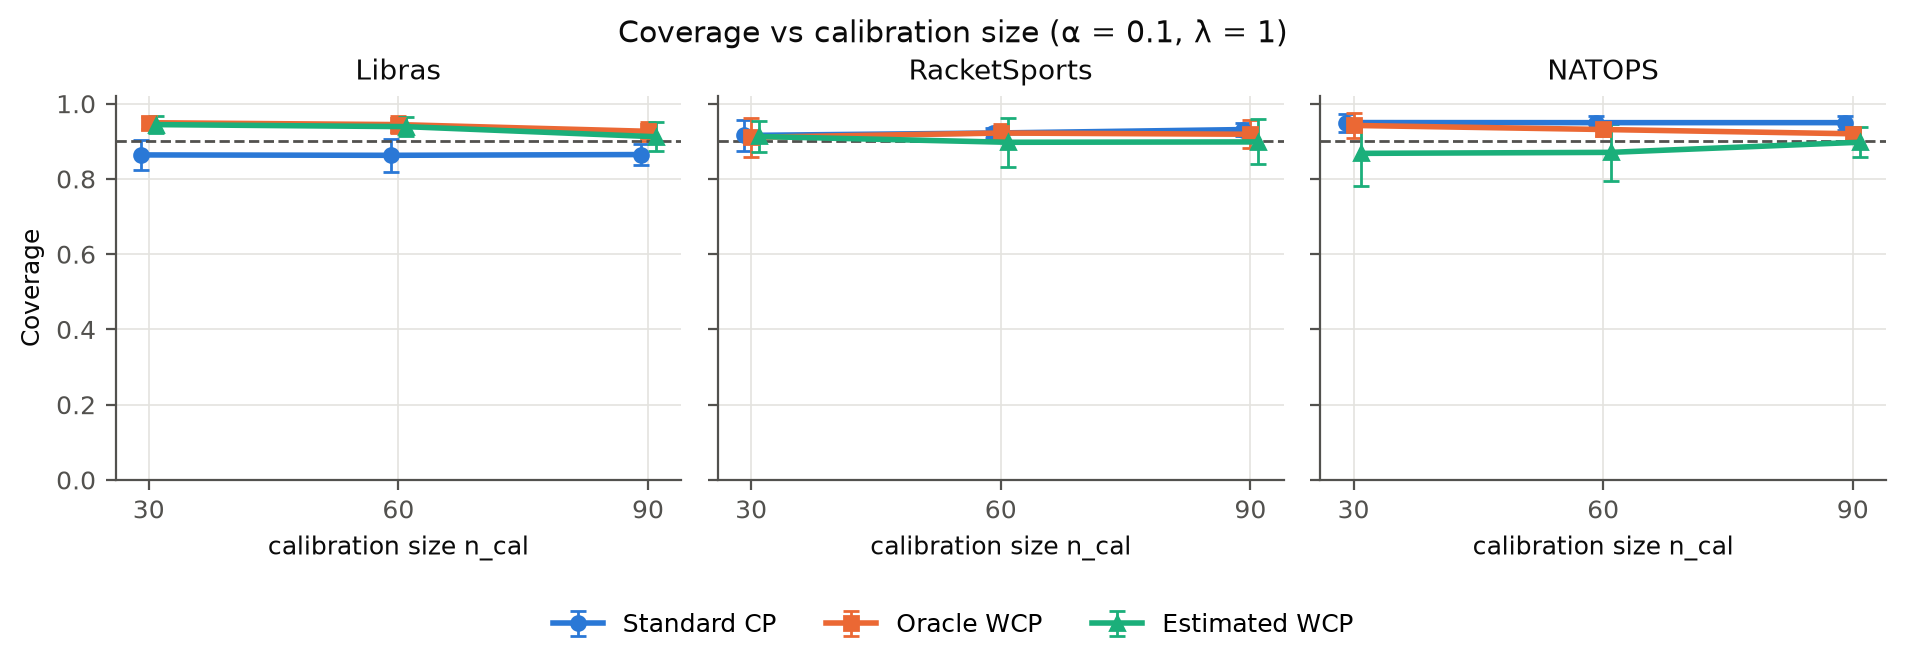 Coverage vs calibration size (α = 0.1, λ = 1)
Libras
RacketSports
NATOPS
Coverage
1.0
0.8
0.6
0.4
0.2
0.0
30 60 90
30 60 90
30 60 90
calibration size n_cal
calibration size n_cal
calibration size n_cal
Standard CP
Oracle WCP
Estimated WCP